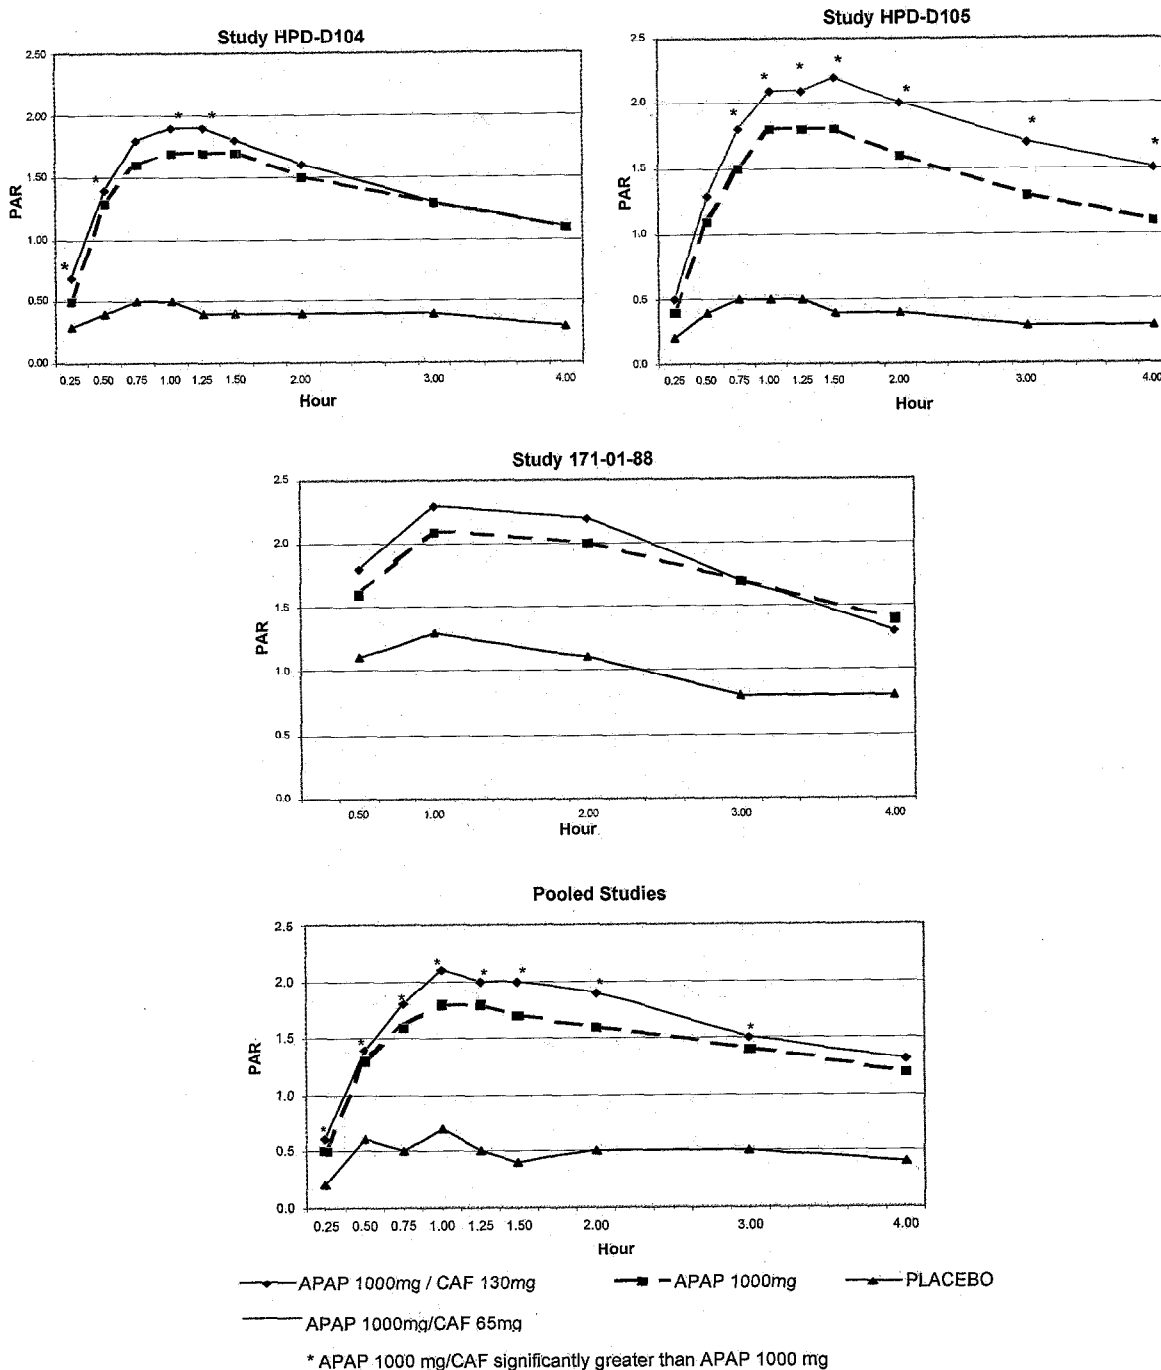 Study HPD-D104
2.50
2.00
1.50
1.00
0.50
0.00
PAR
* * * *
0.25 0.50 0.75 1.00 1.25 1.50 2.00 3.00 4.00
Hour
Study HPD-D105
2.5
2.0
1.5
1.0
0.5
0.0
PAR
* * * * * * *
0.25 0.50 0.75 1.00 1.25 1.50 2.00 3.00 4.00
Hour
Study 171-01-88
2.5
2.0
1.5
1.0
0.5
0.0
PAR
0.50 1.00 2.00 3.00 4.00
Hour
Pooled Studies
2.5
2.0
1.5
1.0
0.5
0.0
PAR
* * * * * * * *
0.25 0.50 0.75 1.00 1.25 1.50 2.00 3.00 4.00
Hour
APAP 1000mg / CAF 130mg APAP 1000mg PLACEBO
APAP 1000mg/CAF 65mg
* APAP 1000 mg/CAF significantly greater than APAP 1000 mg